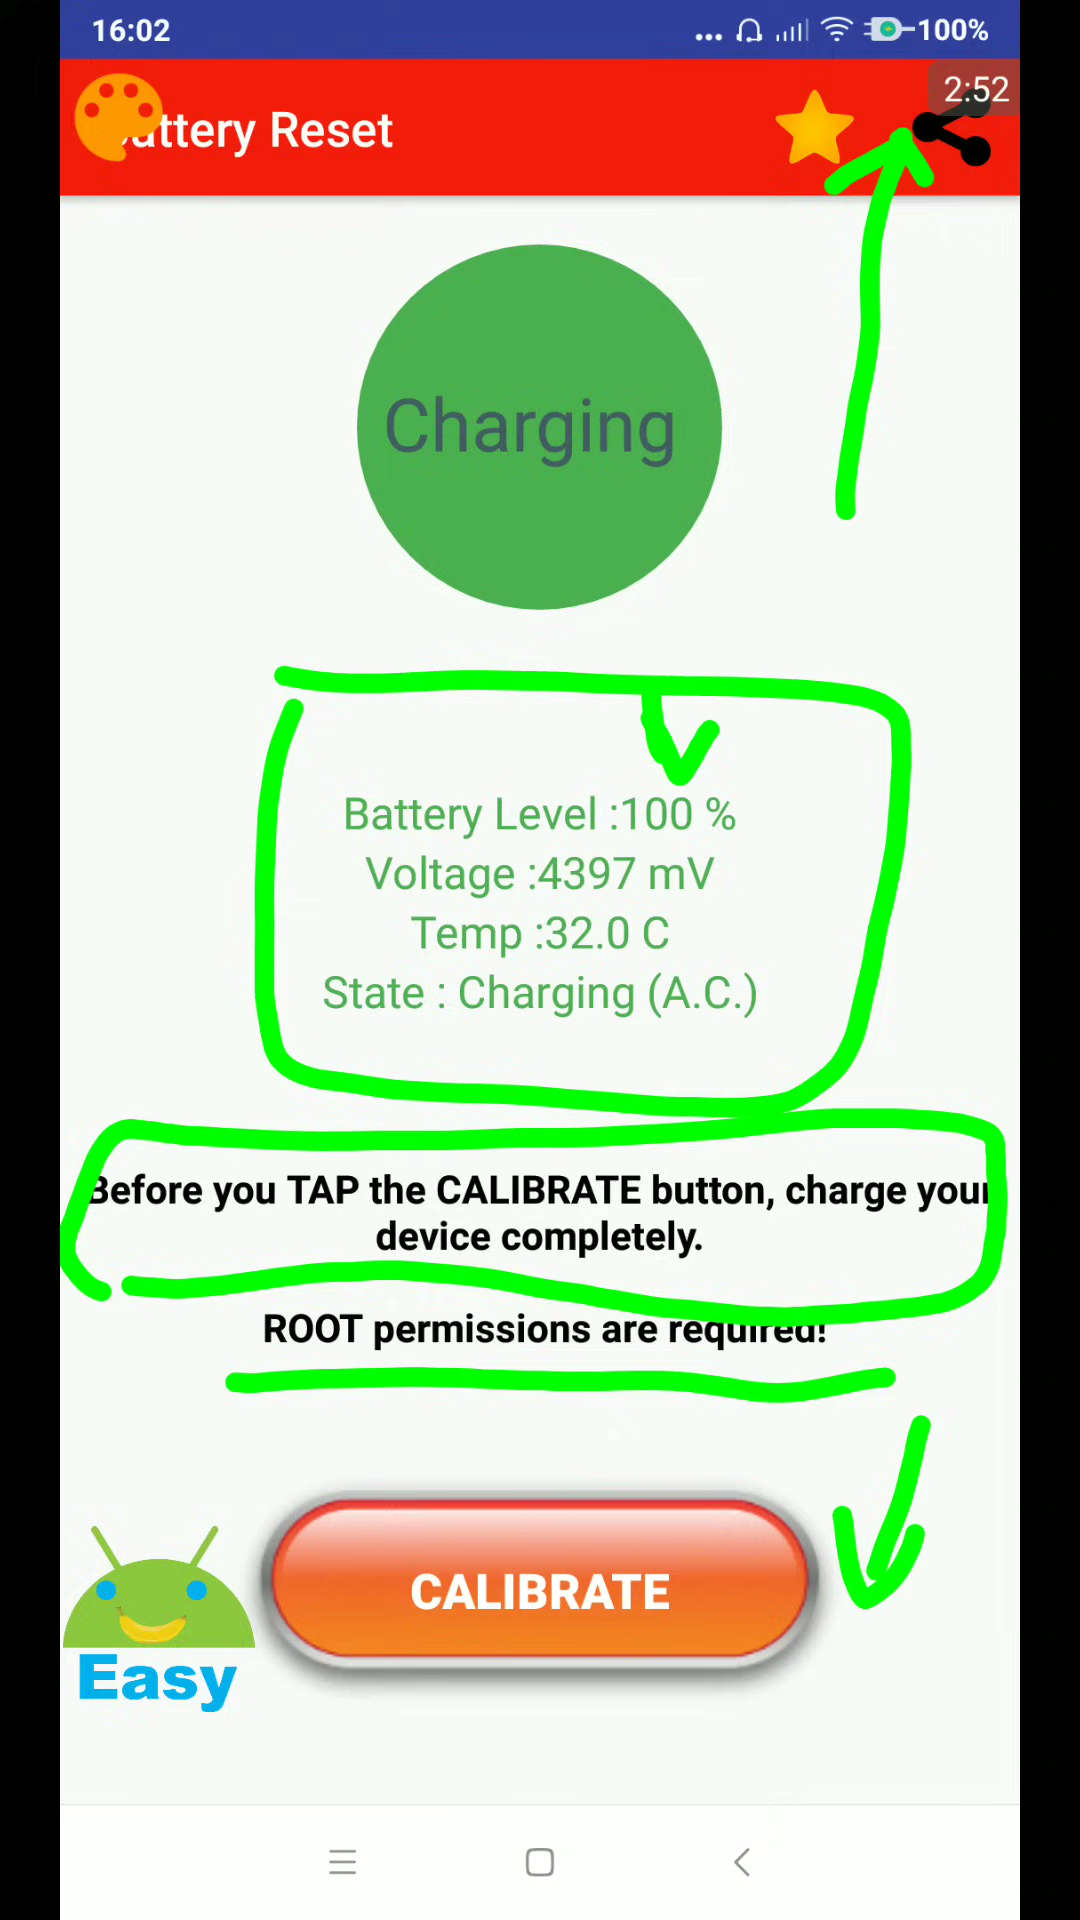 16:02
100%
2:52
Battery Reset
Charging
Battery Level :100 %
Voltage :4397 mV
Temp :32.0 C
State : Charging (A.C.)
Before you TAP the CALIBRATE button, charge your
device completely.
ROOT permissions are required!
CALIBRATE
Easy